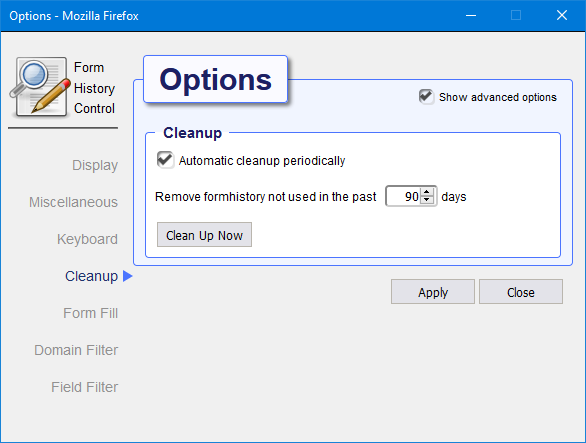 Options - Mozilla Firefox
Form
History
Control
Options
Show advanced options
Display
Miscellaneous
Keyboard
Cleanup
Form Fill
Domain Filter
Field Filter
Cleanup
Automatic cleanup periodically
Remove formhistory not used in the past 90 days
Clean Up Now
Apply Close